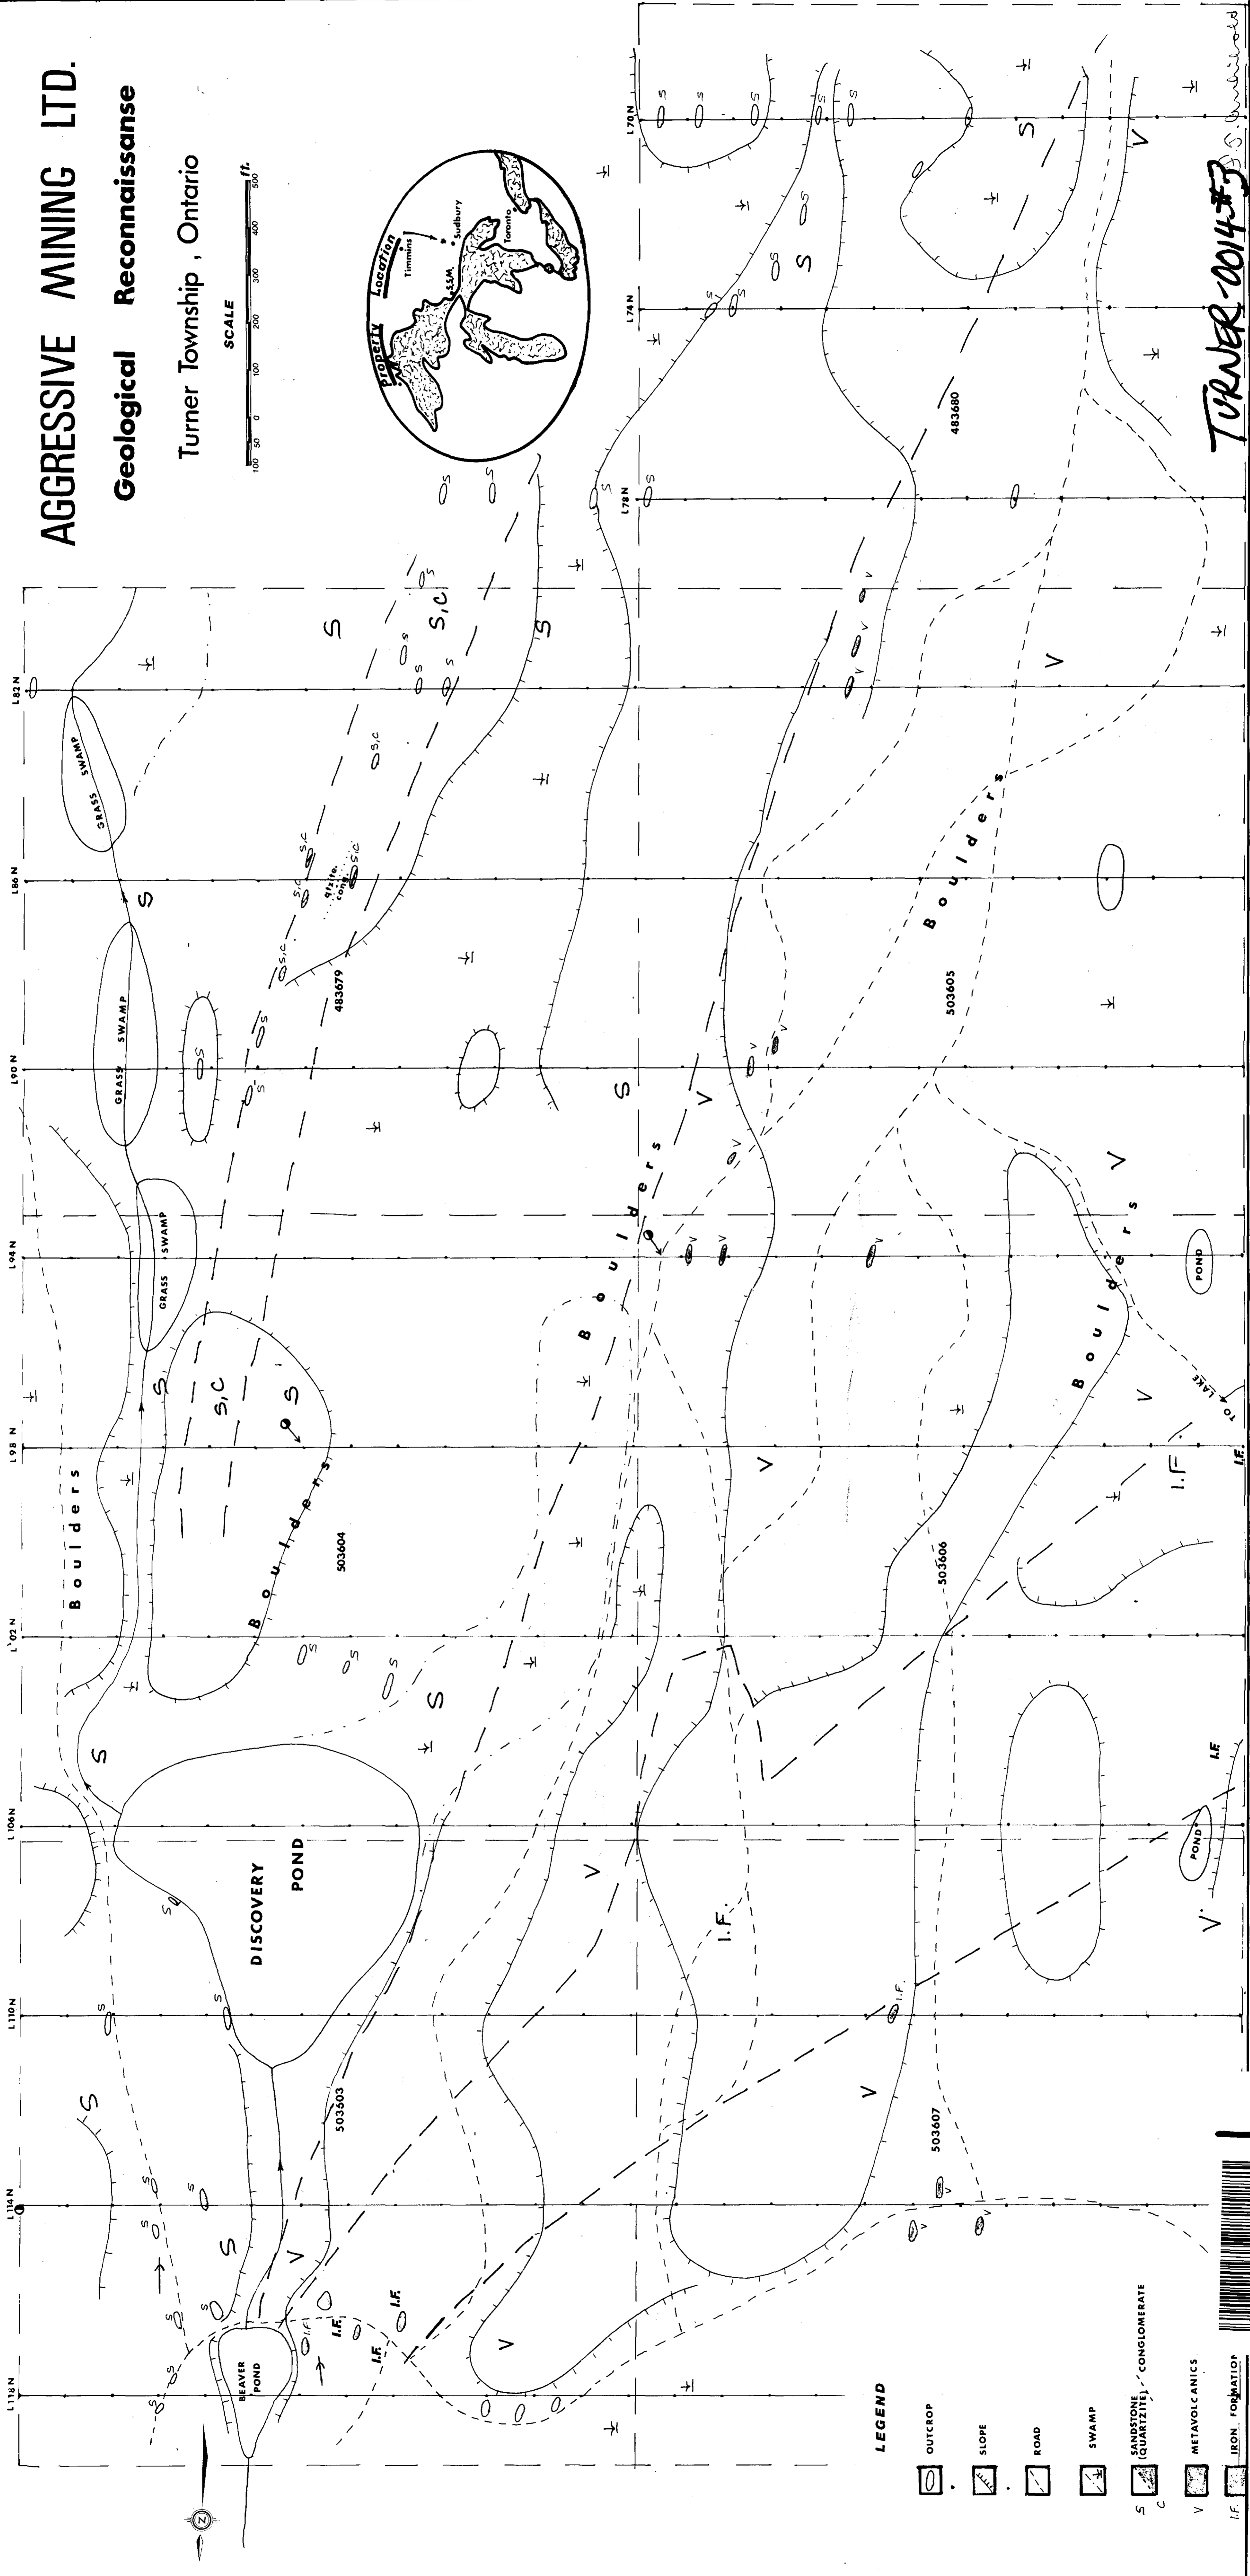 AGGRESSIVE MINING LTD.
Geological Reconnaissanse
Turner Township , Ontario
SCALE
100 50 0 100 200 300 400 500 ft.
Property Location
Timmins
Sudbury
S.S.M.
Toronto
L118N
L114N
L110N
L106N
L102N
L98 N
L94N
L90N
L86N
L82N
L78N
L74N
L70N
GRASS SWAMP
GRASS SWAMP
GRASS SWAMP
Boulders
Boulders
Boulders
Boulders
Boulders
DISCOVERY
POND
BEAVER
POND
POND
POND
qtzite.
cong.
S,C
S,C
S,C
S,C
S,C
S,C
S,C
S
S
S
S
S
S
S
S
S
S
S
V
V
V
V
V
V
V
V
V
V
I.F.
I.F.
I.F.
I.F.
I.F.
I.F.
I.F.
I.F.
I.F.
483679
483680
503603
503604
503605
503606
503607
TO LAKE
N
LEGEND
OUTCROP
SLOPE
ROAD
SWAMP
S SANDSTONE
(QUARTZITE)
C CONGLOMERATE
V METAVOLCANICS
I.F. IRON FORMATION
TURNER-0014-#3